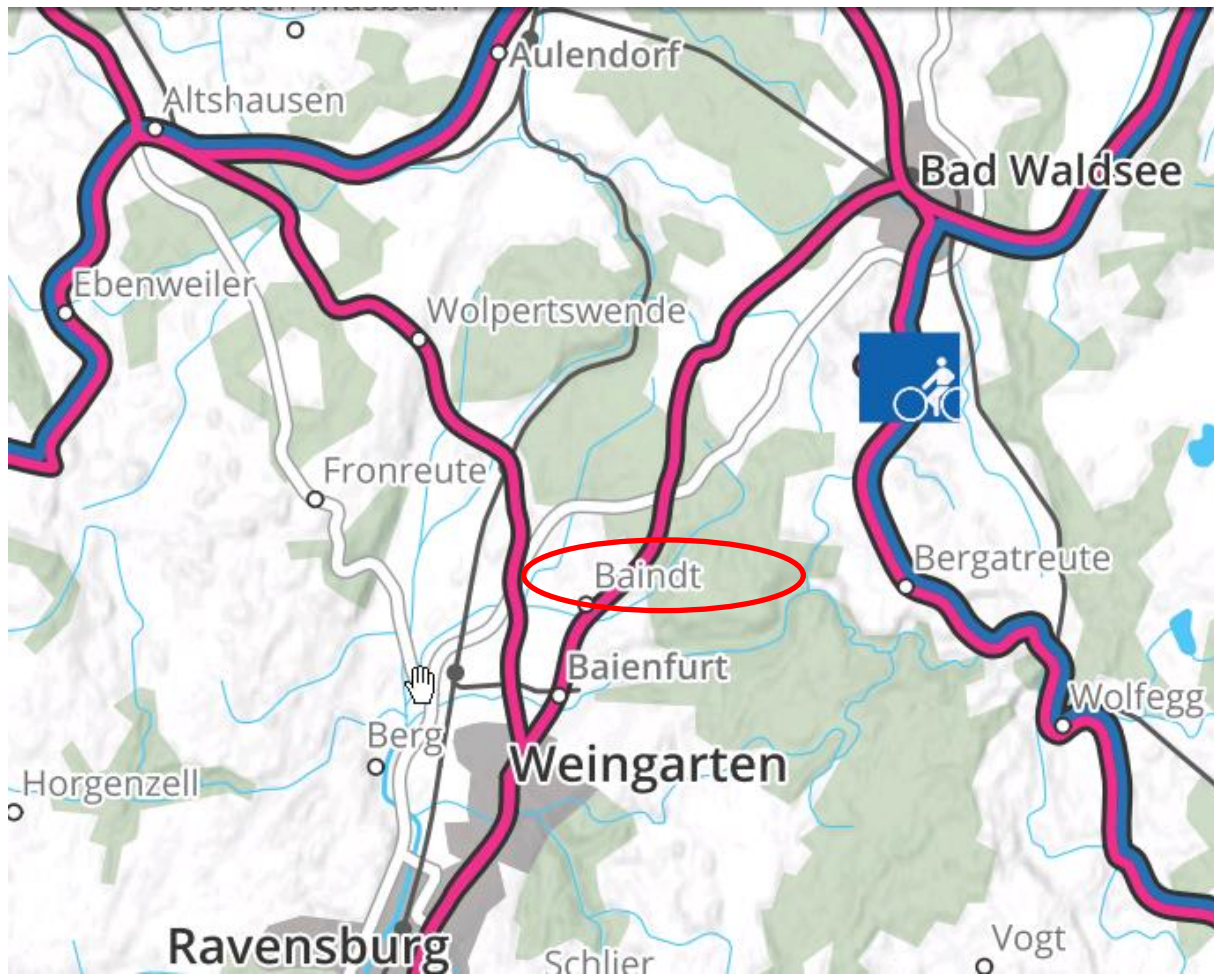 Aulendorf
Altshausen
Bad Waldsee
Ebenweiler
Wolpertswende
Fronreute
Baindt
Bergatreute
Baienfurt
Wolfegg
Berg
Weingarten
Horgenzell
Ravensburg
Vogt
Schlier